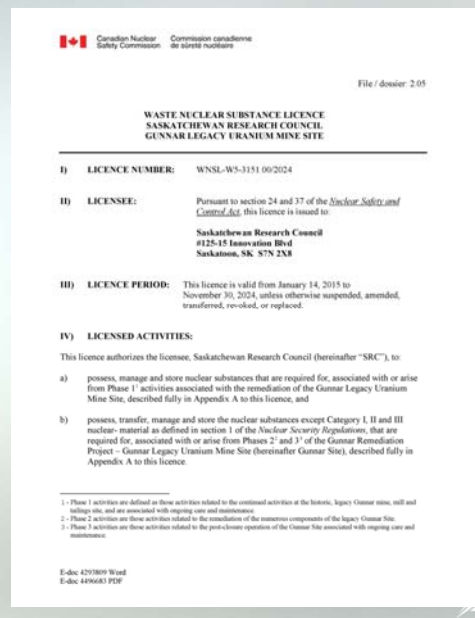 Canadian Nuclear Commission canadienne
Safety Commission de sûreté nucléaire
File / dossier: 2.05
WASTE NUCLEAR SUBSTANCE LICENCE
SASKATCHEWAN RESEARCH COUNCIL
GUNNAR LEGACY URANIUM MINE SITE
I) LICENCE NUMBER: WNSL-W5-3151.00/2024
II) LICENSEE: Pursuant to section 24 and 37 of the Nuclear Safety and
Control Act, this licence is issued to:
Saskatchewan Research Council
#125-15 Innovation Blvd
Saskatoon, SK S7N 2X8
III) LICENCE PERIOD: This licence is valid from January 14, 2015 to
November 30, 2024, unless otherwise suspended, amended,
transferred, revoked, or replaced.
IV) LICENSED ACTIVITIES:
This licence authorizes the licensee, Saskatchewan Research Council (hereinafter “SRC”), to:
a) possess, manage and store nuclear substances that are required for, associated with or arise
from Phase 1¹ activities associated with the remediation of the Gunnar Legacy Uranium
Mine Site, described fully in Appendix A to this licence, and
b) possess, transfer, manage and store the nuclear substances except Category I, II and III
nuclear- material as defined in section 1 of the Nuclear Security Regulations, that are
required for, associated with or arise from Phases 2² and 3³ of the Gunnar Remediation
Project – Gunnar Legacy Uranium Mine Site (hereinafter Gunnar Site), described fully in
Appendix A to this licence.
1 - Phase 1 activities are defined as those activities related to the continued activities at the historic, legacy Gunnar mine, mill and
tailings site, and are associated with ongoing care and maintenance.
2 - Phase 2 activities are those activities related to the remediation of the numerous components of the legacy Gunnar Site.
3 - Phase 3 activities are those activities related to the post-closure operation of the Gunnar Site associated with ongoing care and
maintenance.
E-doc 4293809 Word
E-doc 4496683 PDF